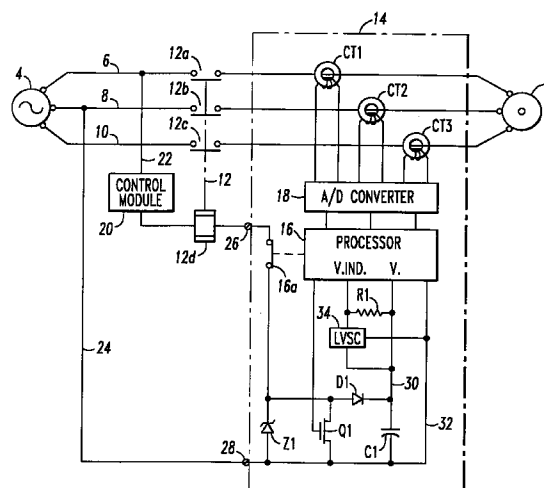 14
4
6
12a
CT1
8
12b
CT2
10
12c
CT3
22
12
CONTROL
MODULE
20
18
A/D CONVERTER
26
16
PROCESSOR
V.IND. V.
12d
16a
R1
34
LVSC
24
D1
30
32
28
Z1
Q1
C1